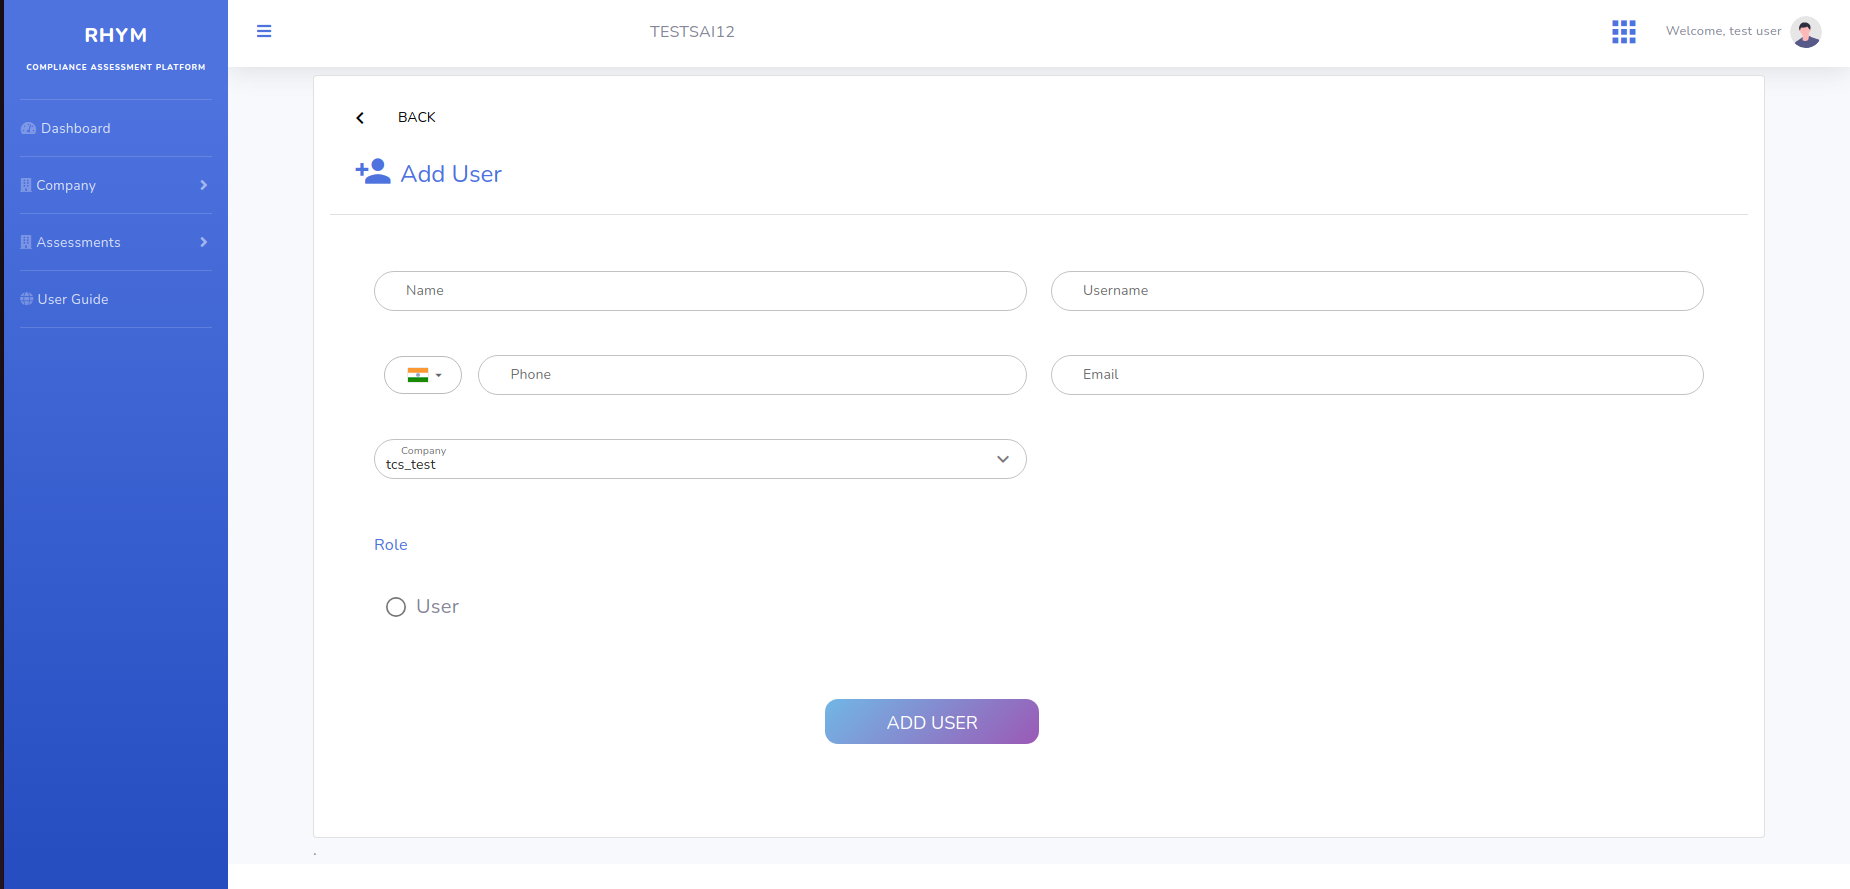 RHYM
COMPLIANCE ASSESSMENT PLATFORM
Dashboard
Company
Assessments
User Guide
TESTSAI12
Welcome, test user
BACK
Add User
Name
Username
Phone
Email
Company
tcs_test
Role
User
ADD USER
.